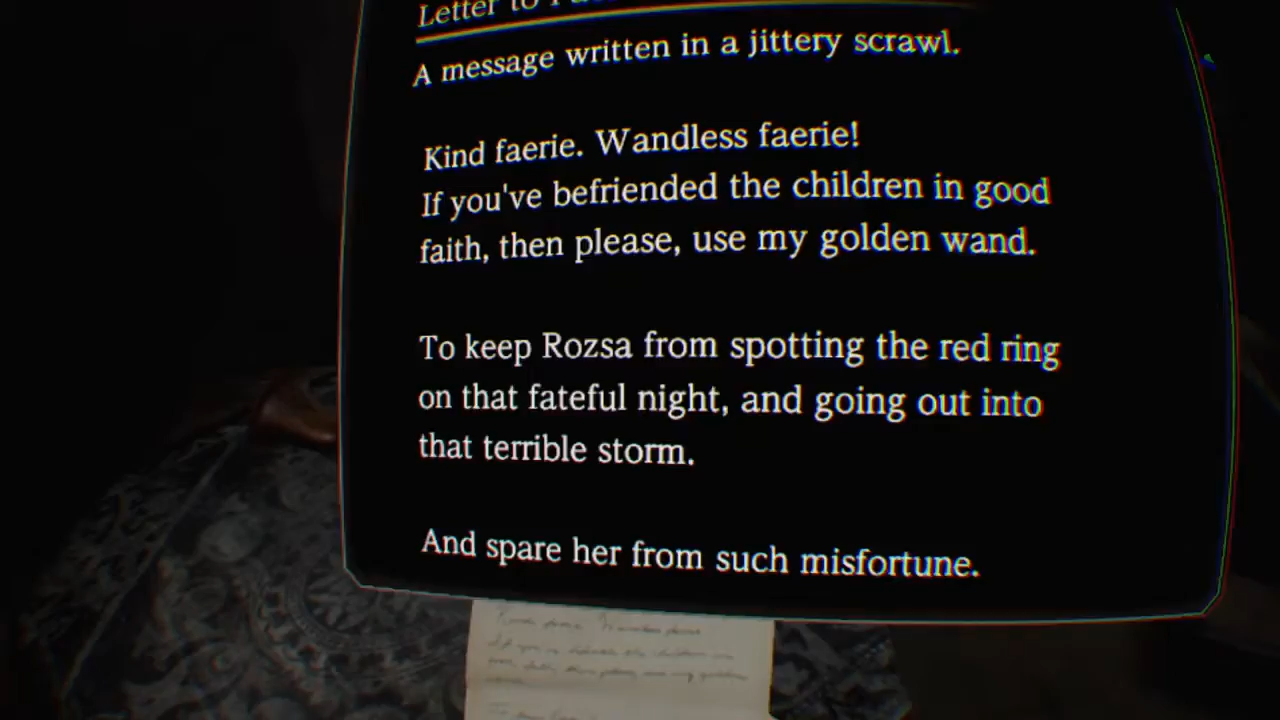 Letter to
A message written in a jittery scrawl.
Kind faerie. Wandless faerie!
If you've befriended the children in good
faith, then please, use my golden wand.
To keep Rozsa from spotting the red ring
on that fateful night, and going out into
that terrible storm.
And spare her from such misfortune.